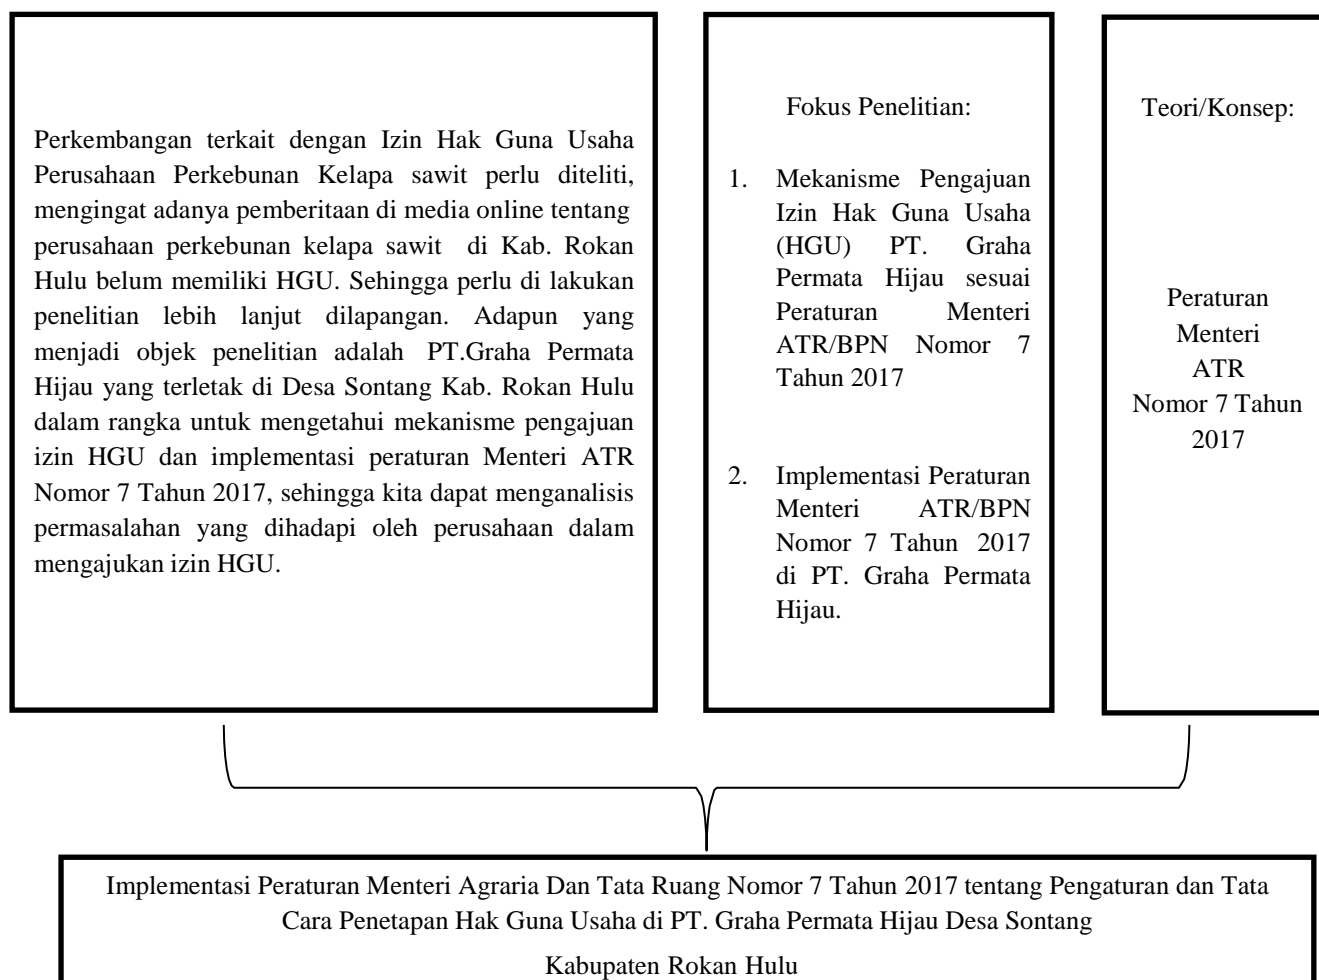 Perkembangan terkait dengan Izin Hak Guna Usaha
Perusahaan Perkebunan Kelapa sawit perlu diteliti,
mengingat adanya pemberitaan di media online tentang
perusahaan perkebunan kelapa sawit di Kab. Rokan
Hulu belum memiliki HGU. Sehingga perlu di lakukan
penelitian lebih lanjut dilapangan. Adapun yang
menjadi objek penelitian adalah PT.Graha Permata
Hijau yang terletak di Desa Sontang Kab. Rokan Hulu
dalam rangka untuk mengetahui mekanisme pengajuan
izin HGU dan implementasi peraturan Menteri ATR
Nomor 7 Tahun 2017, sehingga kita dapat menganalisis
permasalahan yang dihadapi oleh perusahaan dalam
mengajukan izin HGU.
Fokus Penelitian:
1. Mekanisme Pengajuan
Izin Hak Guna Usaha
(HGU) PT. Graha
Permata Hijau sesuai
Peraturan Menteri
ATR/BPN Nomor 7
Tahun 2017
2. Implementasi Peraturan
Menteri ATR/BPN
Nomor 7 Tahun 2017
di PT. Graha Permata
Hijau.
Teori/Konsep:
Peraturan
Menteri
ATR
Nomor 7 Tahun
2017
Implementasi Peraturan Menteri Agraria Dan Tata Ruang Nomor 7 Tahun 2017 tentang Pengaturan dan Tata
Cara Penetapan Hak Guna Usaha di PT. Graha Permata Hijau Desa Sontang
Kabupaten Rokan Hulu